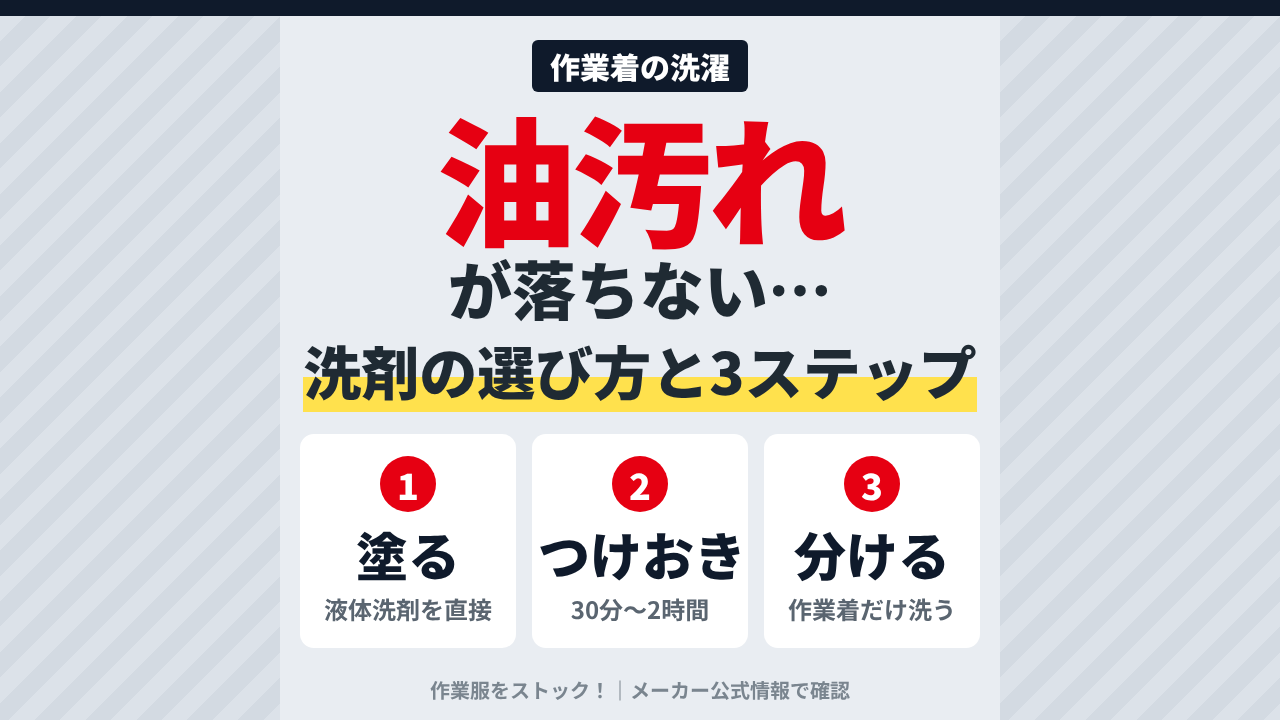 作業着の洗濯
油汚れ
が落ちない…
洗剤の選び方と3ステップ
1
塗る
液体洗剤を直接
2
つけおき
30分〜2時間
3
分ける
作業着だけ洗う
作業服をストック！｜メーカー公式情報で確認